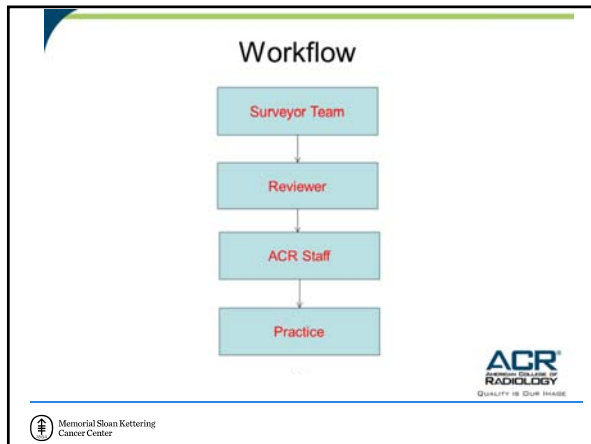 Workflow
Surveyor Team
Reviewer
ACR Staff
Practice
ACR®
AMERICAN COLLEGE OF
RADIOLOGY
QUALITY IS OUR IMAGE
Memorial Sloan Kettering
Cancer Center